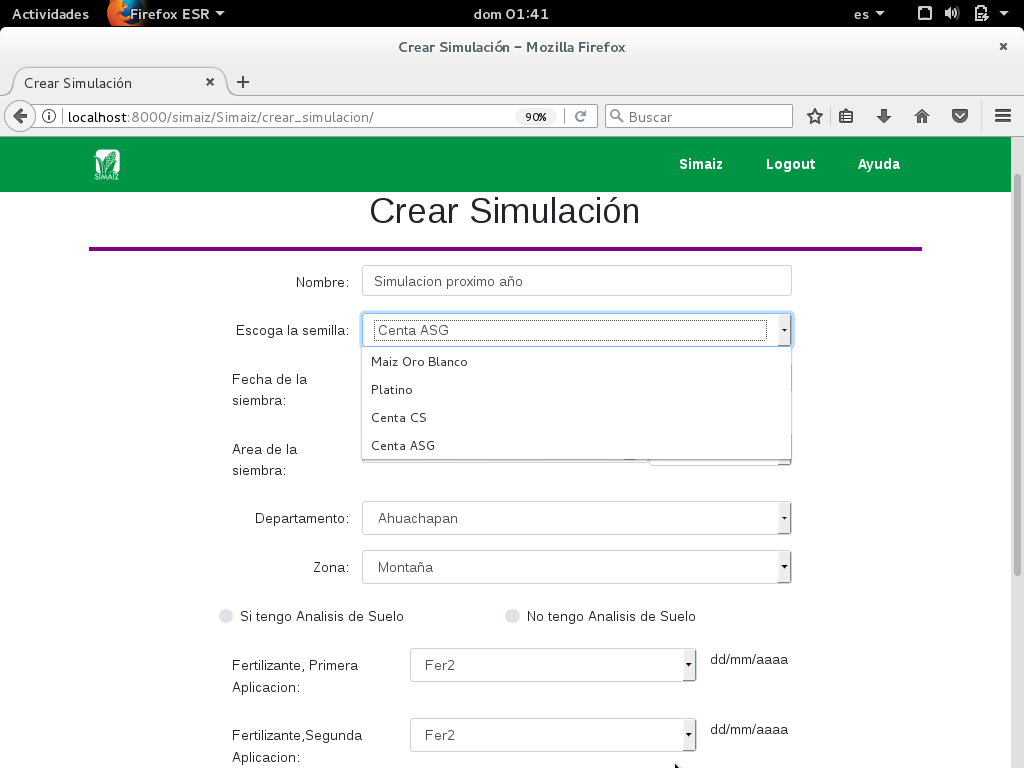 Actividades Firefox ESR dom 01:41 es
Crear Simulación – Mozilla Firefox
Crear Simulación
localhost:8000/simaiz/Simaiz/crear_simulacion/ 90% Buscar
SIMAIZ Simaiz Logout Ayuda
Crear Simulación
Nombre: Simulacion proximo año
Escoga la semilla: Centa ASG
Maiz Oro Blanco
Fecha de la
siembra:
Platino
Centa CS
Centa ASG
Area de la
siembra:
Departamento: Ahuachapan
Zona: Montaña
Si tengo Analisis de Suelo No tengo Analisis de Suelo
Fertilizante, Primera
Aplicacion:
Fer2 dd/mm/aaaa
Fertilizante,Segunda
Aplicacion:
Fer2 dd/mm/aaaa